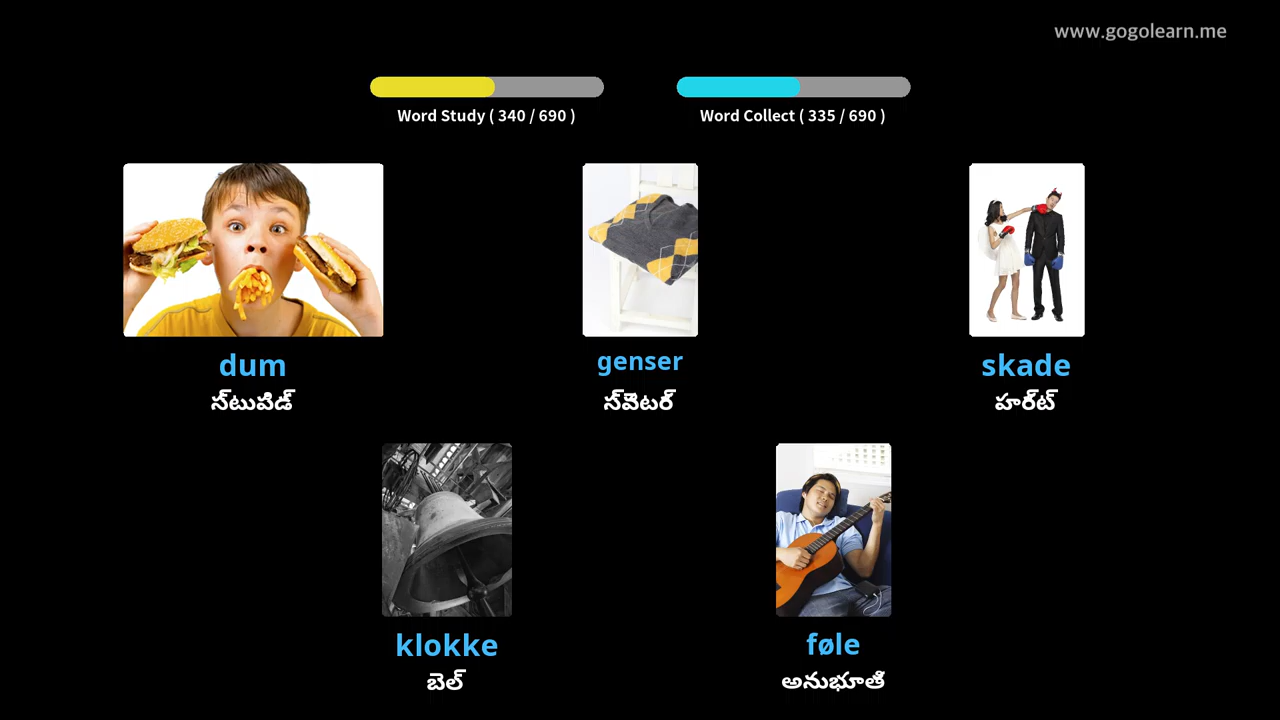 www.gogolearn.me
Word Study ( 340 / 690 )
Word Collect ( 335 / 690 )
dum
స్టుపిడ్
genser
స్వెటర్
skade
హర్ట్
klokke
బెల్
føle
అనుభూతి